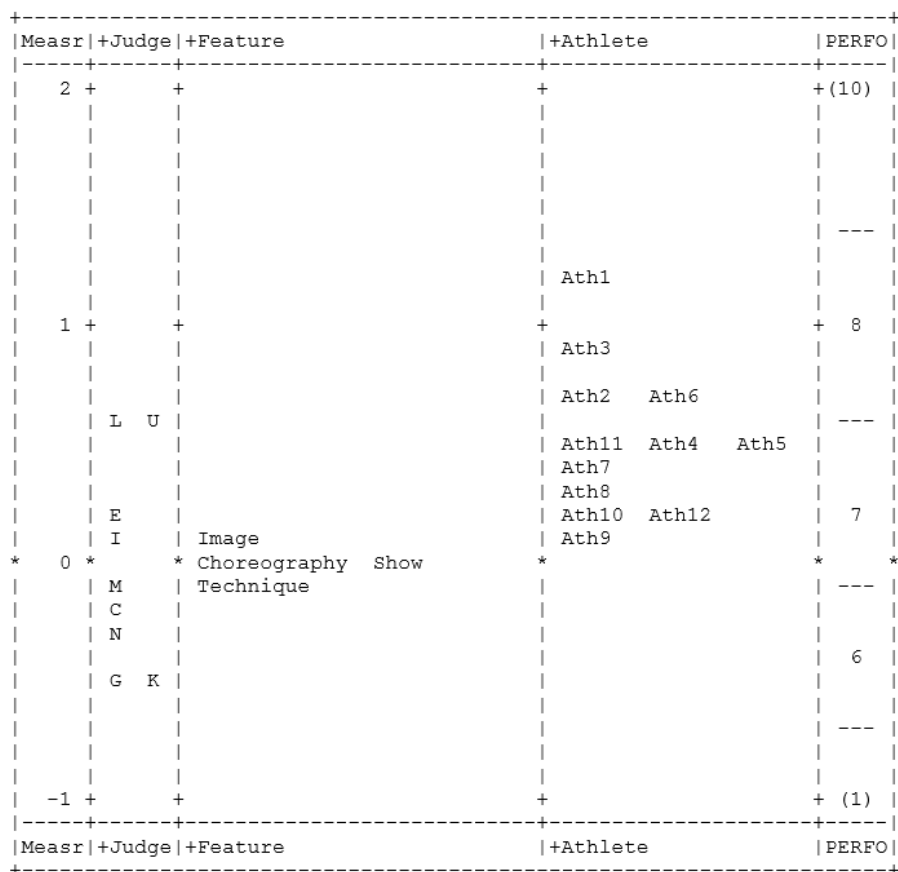 +-----------------------------------------------------------------------+
|Measr|+Judge|+Feature                     |+Athlete              |PERFO|
|-----+------+-----------------------------+----------------------+-----|
|   2 +      +                             +                      +(10) |
|     |      |                             |                      |     |
|     |      |                             |                      |     |
|     |      |                             |                      |     |
|     |      |                             |                      |     |
|     |      |                             |                      |     |
|     |      |                             |                      | --- |
|     |      |                             |                      |     |
|     |      |                             | Ath1                 |     |
|     |      |                             |                      |     |
|   1 +      +                             +                      +  8  |
|     |      |                             | Ath3                 |     |
|     |      |                             |                      |     |
|     |      |                             | Ath2   Ath6          |     |
|     | L  U |                             |                      | --- |
|     |      |                             | Ath11  Ath4   Ath5   |     |
|     |      |                             | Ath7                 |     |
|     |      |                             | Ath8                 |     |
|     | E    |                             | Ath10  Ath12         |  7  |
|     | I    | Image                       | Ath9                 |     |
*   0 *      * Choreography  Show          *                      *     *
|     | M    | Technique                   |                      | --- |
|     | C    |                             |                      |     |
|     | N    |                             |                      |     |
|     |      |                             |                      |  6  |
|     | G  K |                             |                      |     |
|     |      |                             |                      |     |
|     |      |                             |                      | --- |
|     |      |                             |                      |     |
|     |      |                             |                      |     |
|  -1 +      +                             +                      + (1) |
|-----+------+-----------------------------+----------------------+-----|
|Measr|+Judge|+Feature                     |+Athlete              |PERFO|
+-----------------------------------------------------------------------+